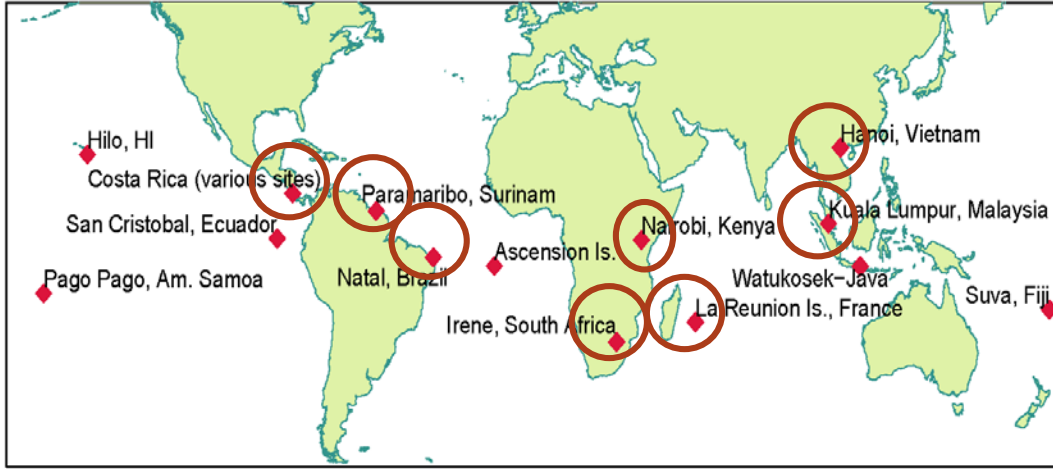 Hilo, HI
Hanoi, Vietnam
Costa Rica (various sites)
Paramaribo, Surinam
Kuala Lumpur, Malaysia
San Cristobal, Ecuador
Nairobi, Kenya
Ascension Is.
Natal, Brazil
Watukosek-Java
Pago Pago, Am. Samoa
Suva, Fiji
La Reunion Is., France
Irene, South Africa